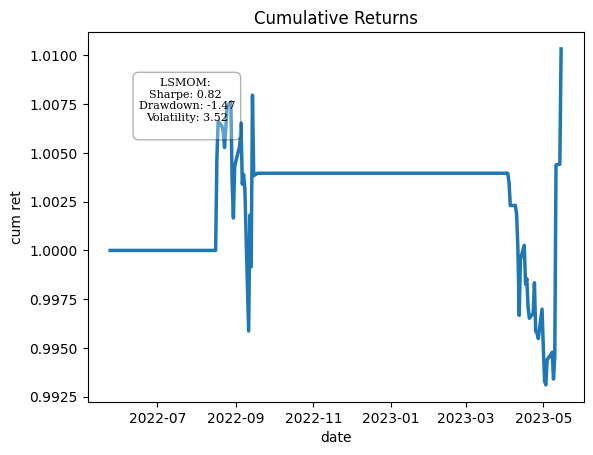 Cumulative Returns
1.0100
1.0075
1.0050
1.0025
1.0000
0.9975
0.9950
0.9925
cum ret
LSMOM:
Sharpe: 0.82
Drawdown: -1.47
Volatility: 3.52
2022-07 2022-09 2022-11 2023-01 2023-03 2023-05
date